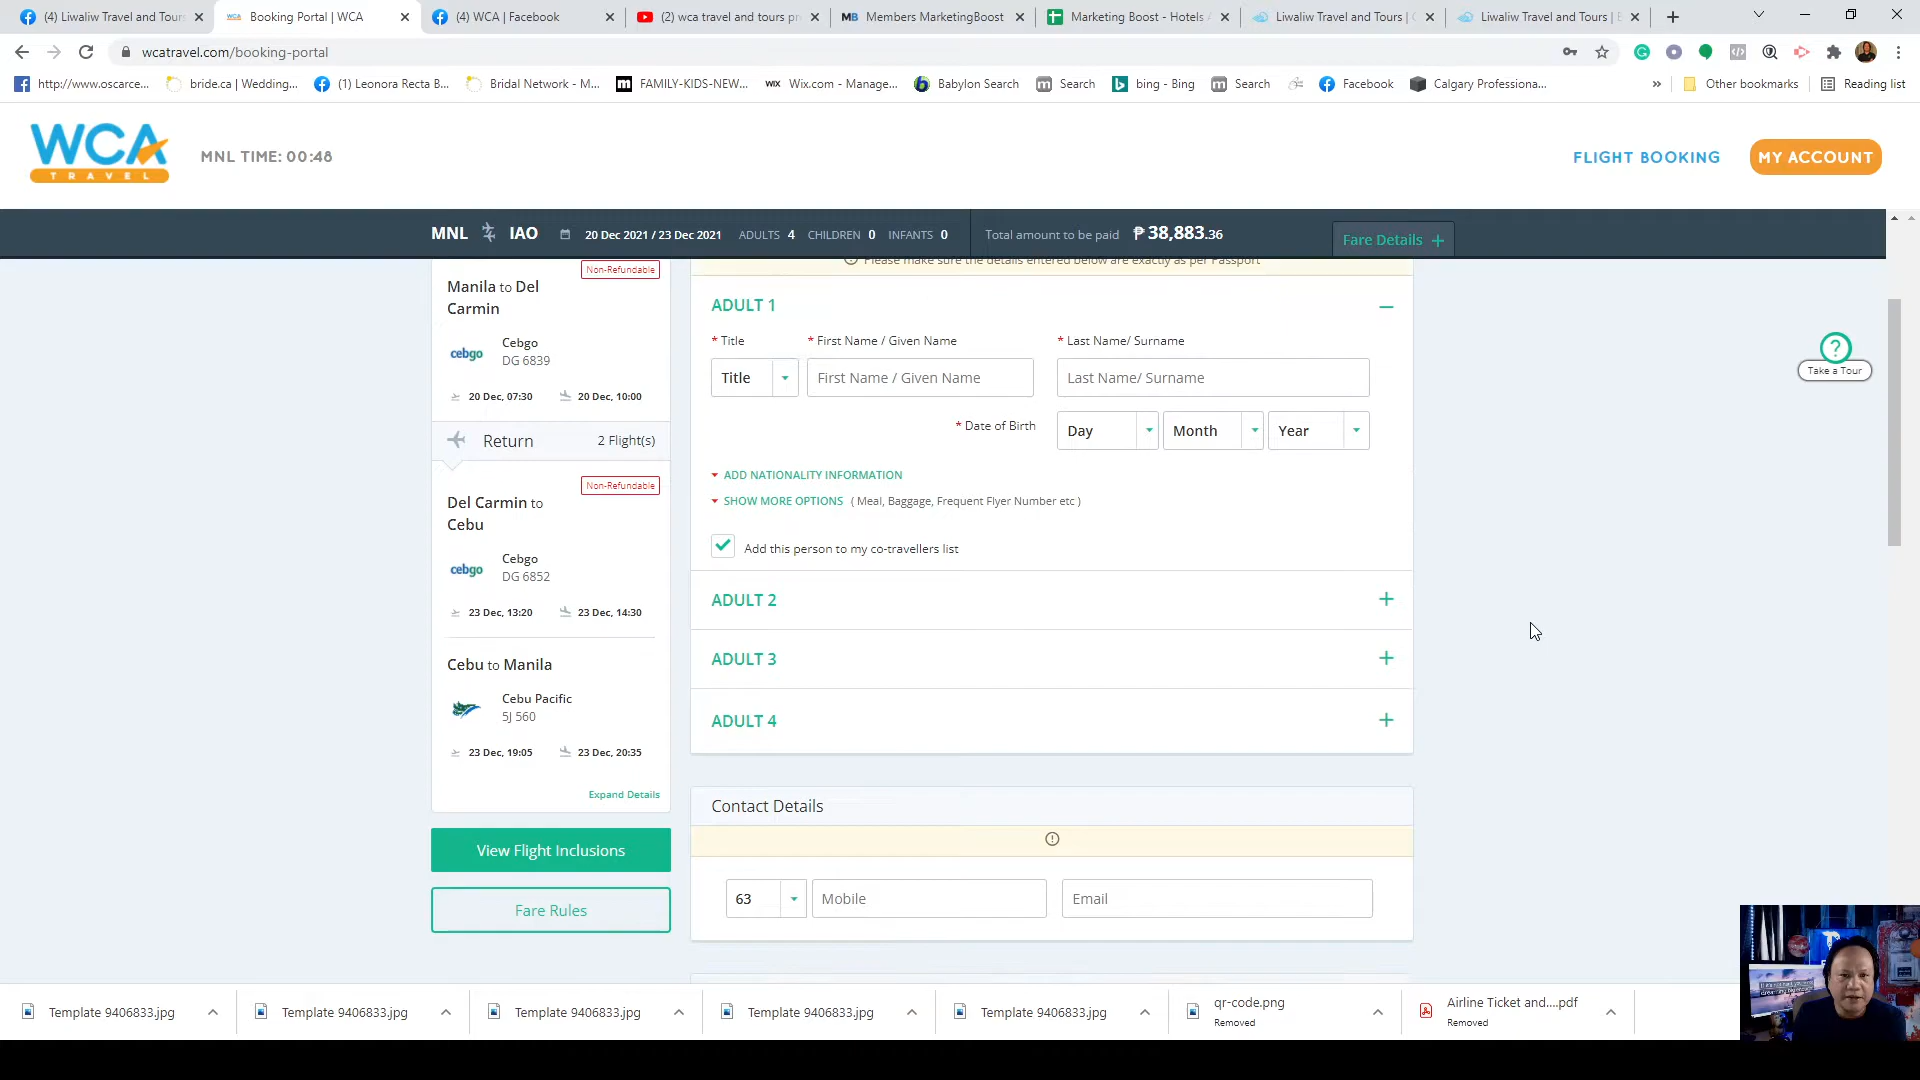 (4) Liwaliw Travel and Tours
Booking Portal | WCA
(4) WCA | Facebook
(2) wca travel and tours pr
Members MarketingBoost
Marketing Boost - Hotels
Liwaliw Travel and Tours |
Liwaliw Travel and Tours |
wcatravel.com/booking-portal
http://www.oscarce...
bride.ca | Wedding...
(1) Leonora Recta B...
Bridal Network - M...
FAMILY-KIDS-NEW...
Wix.com - Manage...
Babylon Search
Search
bing - Bing
Search
Facebook
Calgary Professiona...
»
Other bookmarks
Reading list
WCA
TRAVEL
MNL TIME: 00:48
FLIGHT BOOKING
MY ACCOUNT
MNL IAO 20 Dec 2021 / 23 Dec 2021 ADULTS 4 CHILDREN 0 INFANTS 0 Total amount to be paid ₱ 38,883.36
Fare Details +
Please make sure the details entered below are exactly as per Passport
Non-Refundable
Manila to Del
Carmin
cebgo
Cebgo
DG 6839
20 Dec, 07:30 20 Dec, 10:00
Return 2 Flight(s)
Non-Refundable
Del Carmin to
Cebu
cebgo
Cebgo
DG 6852
23 Dec, 13:20 23 Dec, 14:30
Cebu to Manila
Cebu Pacific
5J 560
23 Dec, 19:05 23 Dec, 20:35
Expand Details
View Flight Inclusions
Fare Rules
ADULT 1
* Title * First Name / Given Name * Last Name/ Surname
Title First Name / Given Name Last Name/ Surname
* Date of Birth Day Month Year
ADD NATIONALITY INFORMATION
SHOW MORE OPTIONS ( Meal, Baggage, Frequent Flyer Number etc )
Add this person to my co-travellers list
ADULT 2
ADULT 3
ADULT 4
Contact Details
63 Mobile Email
?
Take a Tour
Template 9406833.jpg
Template 9406833.jpg
Template 9406833.jpg
Template 9406833.jpg
Template 9406833.jpg
qr-code.png
Removed
Airline Ticket and....pdf
Removed